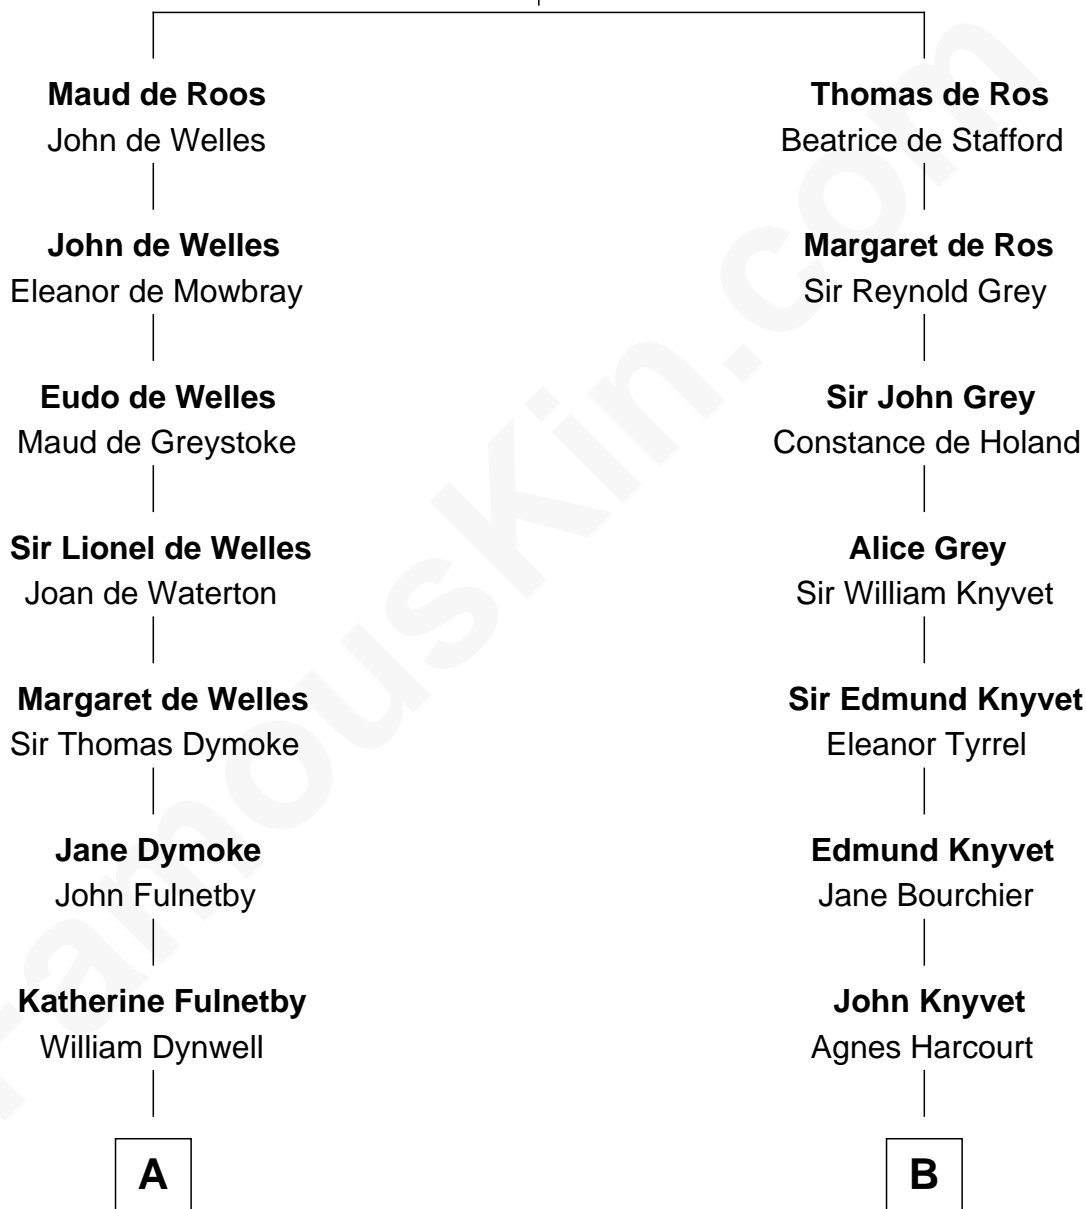 Maud de Roos
John de Welles
Thomas de Ros
Beatrice de Stafford
John de Welles
Eleanor de Mowbray
Margaret de Ros
Sir Reynold Grey
Eudo de Welles
Maud de Greystoke
Sir John Grey
Constance de Holand
Sir Lionel de Welles
Joan de Waterton
Alice Grey
Sir William Knyvet
Margaret de Welles
Sir Thomas Dymoke
Sir Edmund Knyvet
Eleanor Tyrrel
Jane Dymoke
John Fulnetby
Edmund Knyvet
Jane Bourchier
Katherine Fulnetby
William Dynwell
John Knyvet
Agnes Harcourt
A
B
FamousKin.com